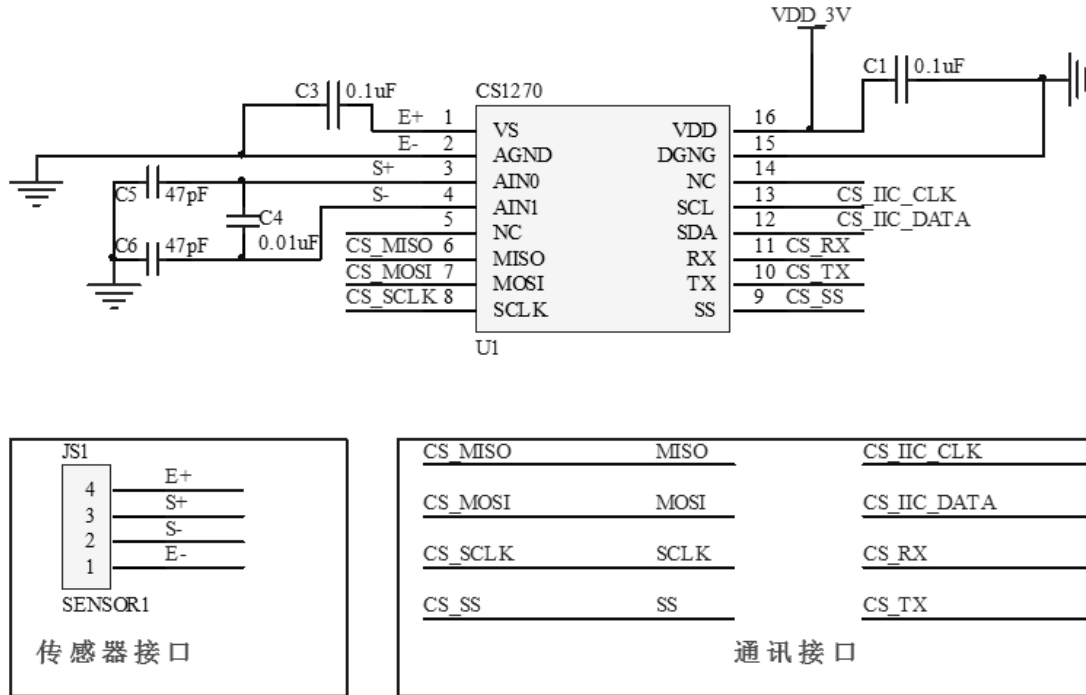 VDD_3V
C1 0.1uF
C3 0.1uF
CS1270
E+ 1 VS VDD 16
E- 2 AGND DGNG 15
S+ 3 AIN0 NC 14
S- 4 AIN1 SCL 13 CS_IIC_CLK
5 NC SDA 12 CS_IIC_DATA
CS_MISO 6 MISO RX 11 CS_RX
CS_MOSI 7 MOSI TX 10 CS_TX
CS_SCLK 8 SCLK SS 9 CS_SS
C5 47pF
C4
0.01uF
C6 47pF
U1
JS1
4 E+
3 S+
2 S-
1 E-
SENSOR1
传感器接口
CS_MISO MISO CS_IIC_CLK
CS_MOSI MOSI CS_IIC_DATA
CS_SCLK SCLK CS_RX
CS_SS SS CS_TX
通讯接口